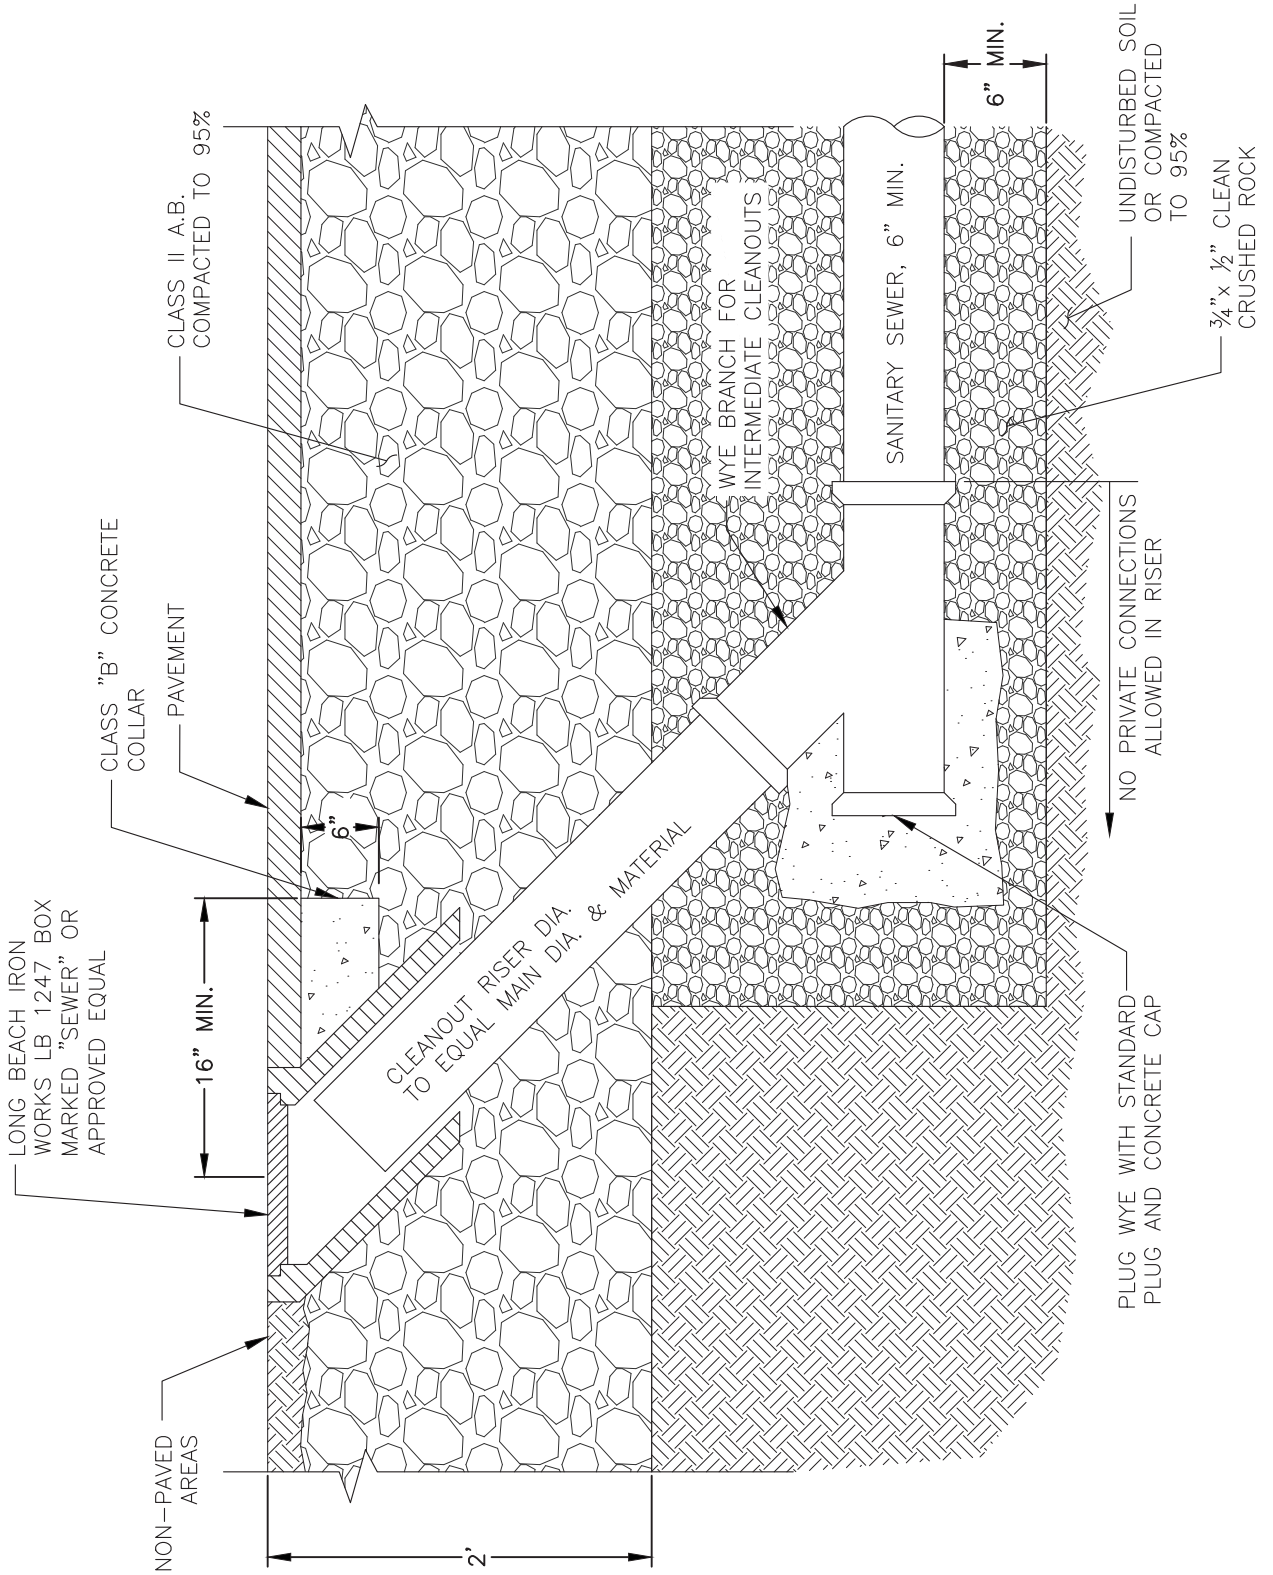 LONG BEACH IRON
WORKS LB 1247 BOX
MARKED "SEWER" OR
APPROVED EQUAL
CLASS "B" CONCRETE
COLLAR
PAVEMENT
CLASS II A.B.
COMPACTED TO 95%
NON-PAVED
AREAS
16" MIN.
6"
2'
CLEANOUT RISER DIA.
TO EQUAL MAIN DIA. & MATERIAL
WYE BRANCH FOR
INTERMEDIATE CLEANOUTS
SANITARY SEWER, 6" MIN.
6" MIN.
PLUG WYE WITH STANDARD
PLUG AND CONCRETE CAP
NO PRIVATE CONNECTIONS
ALLOWED IN RISER
UNDISTURBED SOIL
OR COMPACTED
TO 95%
3/4"x 1/2" CLEAN
CRUSHED ROCK